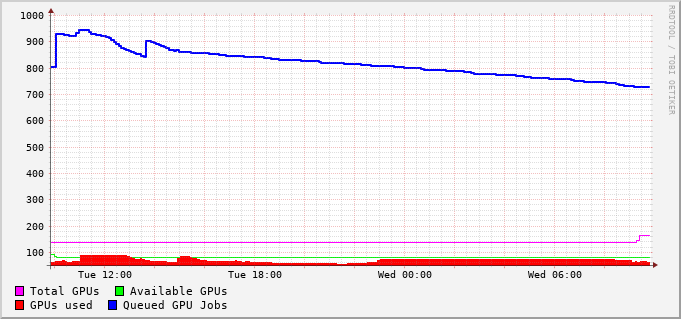 1000
900
800
700
600
500
400
300
200
100
Tue 12:00 Tue 18:00 Wed 00:00 Wed 06:00
Total GPUs Available GPUs
GPUs used Queued GPU Jobs
RRDTOOL / TOBI OETIKER